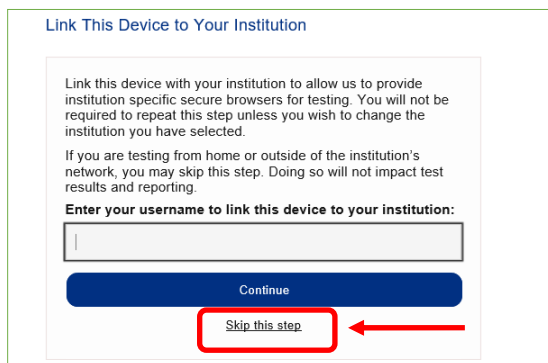 Link This Device to Your Institution
Link this device with your institution to allow us to provide
institution specific secure browsers for testing. You will not be
required to repeat this step unless you wish to change the
institution you have selected.
If you are testing from home or outside of the institution's
network, you may skip this step. Doing so will not impact test
results and reporting.
Enter your username to link this device to your institution:
Continue
Skip this step